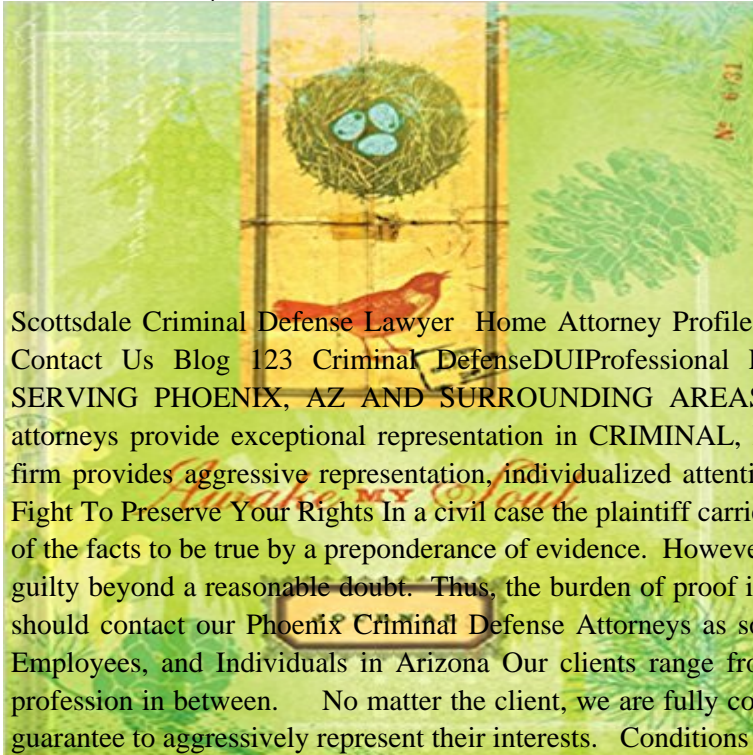 № 6/31
Scottsdale Criminal Defense Lawyer Home Attorney Profile
Contact Us Blog 123 Criminal DefenseDUIProfessional
SERVING PHOENIX, AZ AND SURROUNDING AREAS
attorneys provide exceptional representation in CRIMINAL,
firm provides aggressive representation, individualized attenti
Awake MY Soul
Fight To Preserve Your Rights In a civil case the plaintiff carri
of the facts to be true by a preponderance of evidence. Howeve
guilty beyond a reasonable doubt. Thus, the burden of proof i
JOURNAL
should contact our Phoenix Criminal Defense Attorneys as so
Employees, and Individuals in Arizona Our clients range fro
profession in between. No matter the client, we are fully co
guarantee to aggressively represent their interests. Conditions